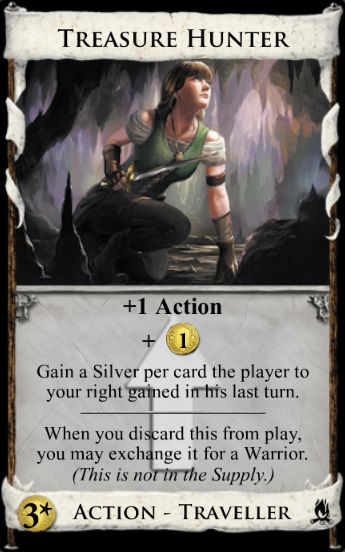 Treasure Hunter
+1 Action
+ 1
Gain a Silver per card the player to
your right gained in his last turn.
When you discard this from play,
you may exchange it for a Warrior.
(This is not in the Supply.)
3* Action - Traveller